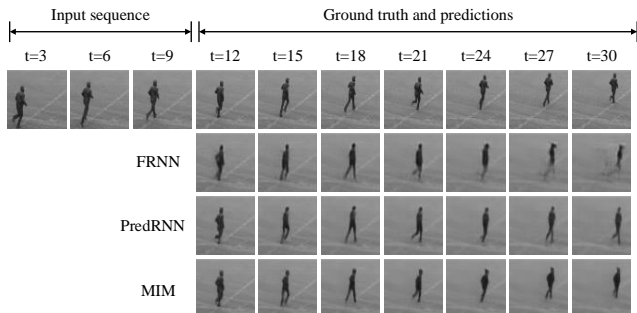 Input sequence Ground truth and predictions
t=3 t=6 t=9 t=12 t=15 t=18 t=21 t=24 t=27 t=30
FRNN
PredRNN
MIM